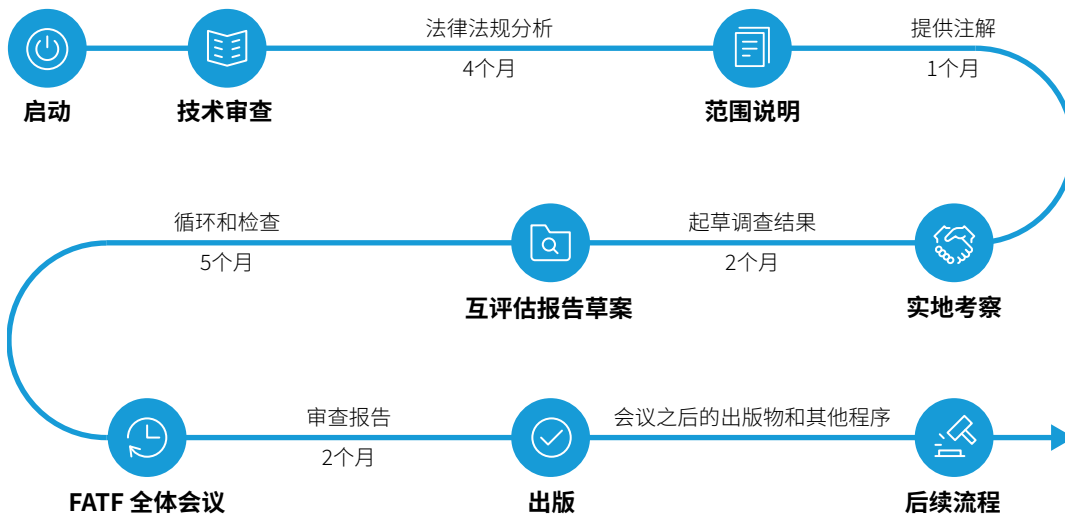 法律法规分析
提供注解
4个月
1个月
启动
技术审查
范围说明
循环和检查
起草调查结果
5个月
2个月
互评估报告草案
实地考察
审查报告
会议之后的出版物和其他程序
2个月
FATF 全体会议
出版
后续流程